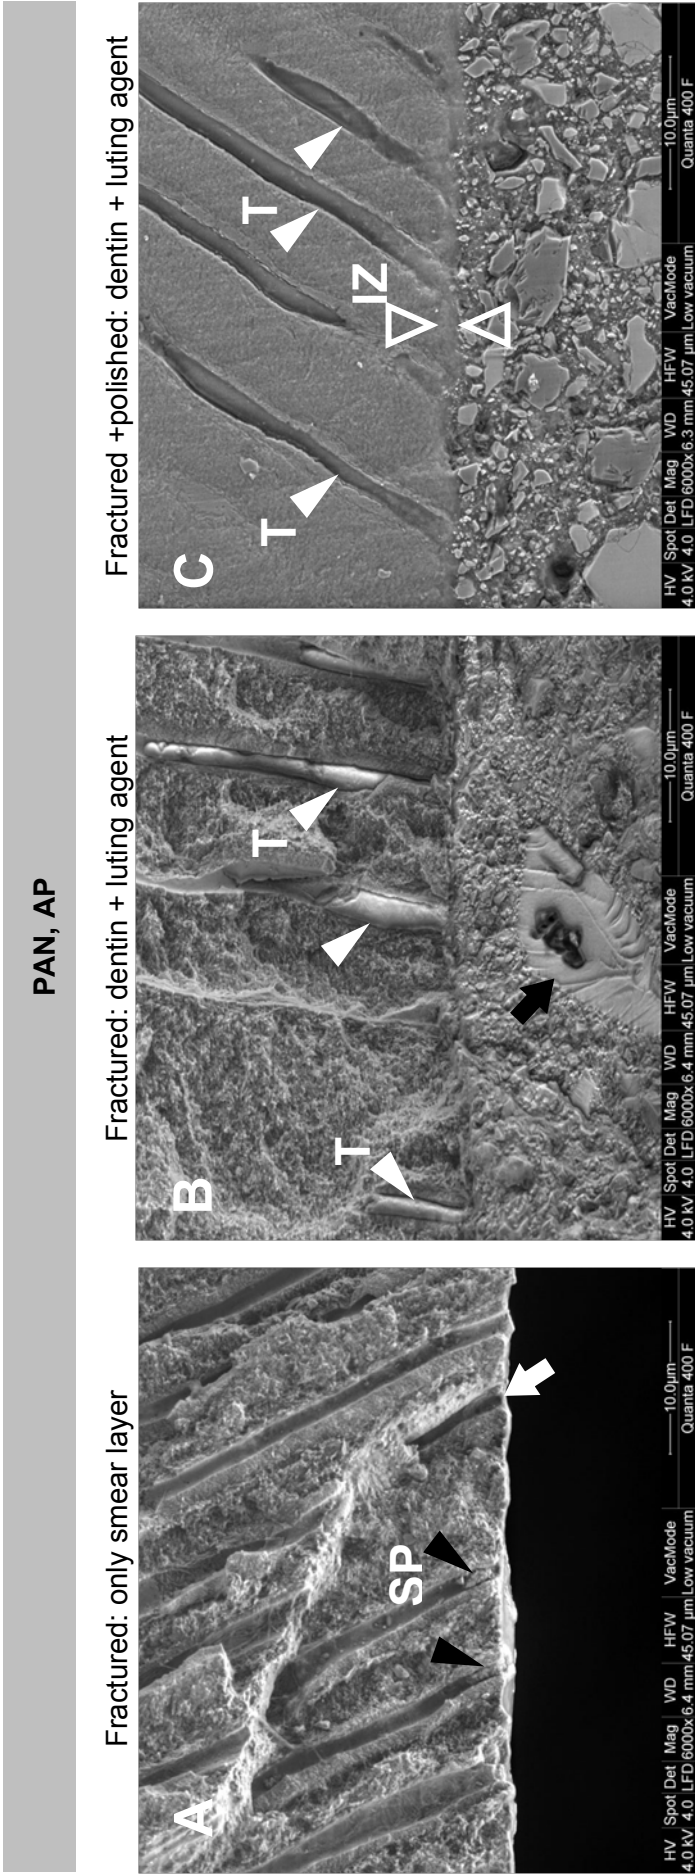 PAN, AP
Fractured: only smear layer
A
SP
HV Spot Det Mag WD HFW VacMode
.0 kV 4.0 LFD 6000x 6.4 mm 45.07 µm Low vacuum
10.0µm
Quanta 400 F
Fractured: dentin + luting agent
B
T
T
HV Spot Det Mag WD HFW VacMode
4.0 kV 4.0 LFD 6000x 6.4 mm 45.07 µm Low vacuum
10.0µm
Quanta 400 F
Fractured +polished: dentin + luting agent
C
T
T
IZ
HV Spot Det Mag WD HFW VacMode
4.0 kV 4.0 LFD 6000x 6.3 mm 45.07 µm Low vacuum
10.0µm
Quanta 400 F